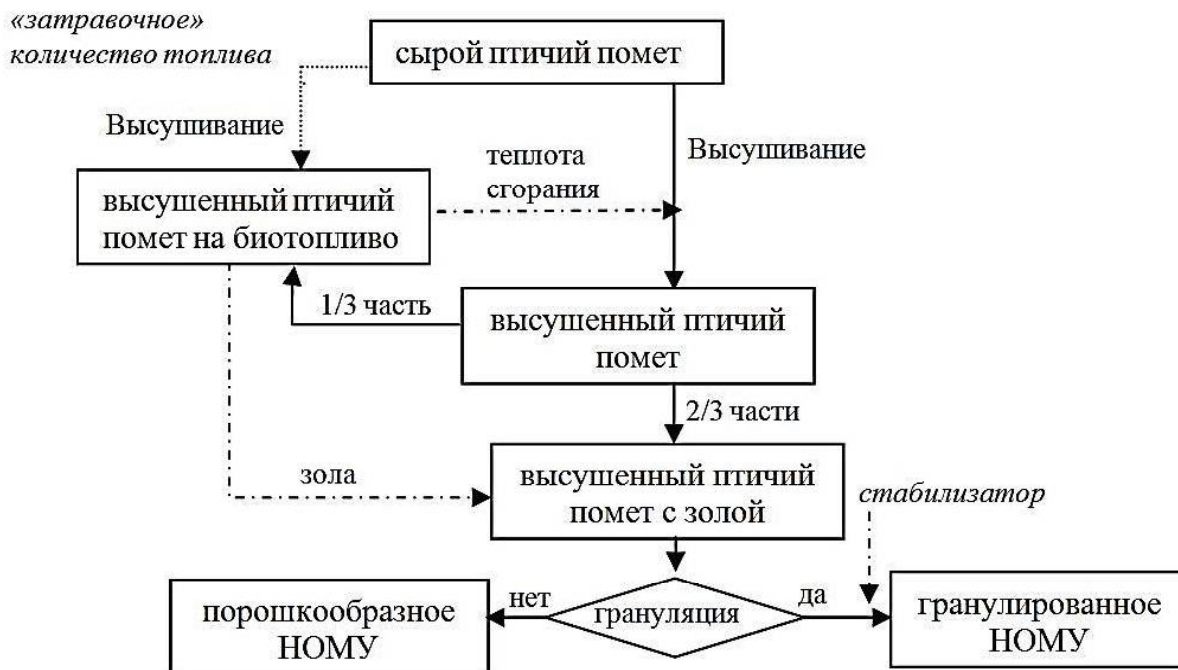 «затравочное»
количество топлива
сырой птичий помет
Высушивание
Высушивание
теплота
сгорания
высушенный птичий
помет на биотопливо
1/3 часть
высушенный птичий
помет
2/3 части
зола
высушенный птичий
помет с золой
стабилизатор
порошкообразное
НОМУ
нет
грануляция
да
гранулированное
НОМУ